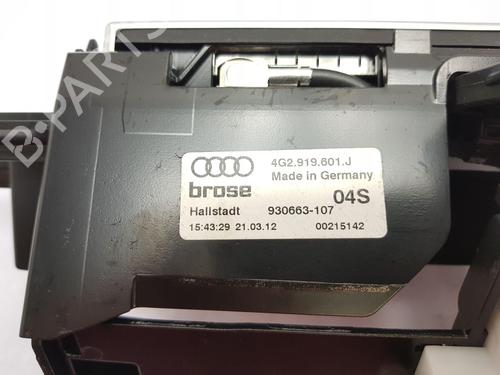 B-PARTS
4G2.919.601.J
Made in Germany
brose
04S
Hallstadt 930663-107
15:43:29 21.03.12 00215142